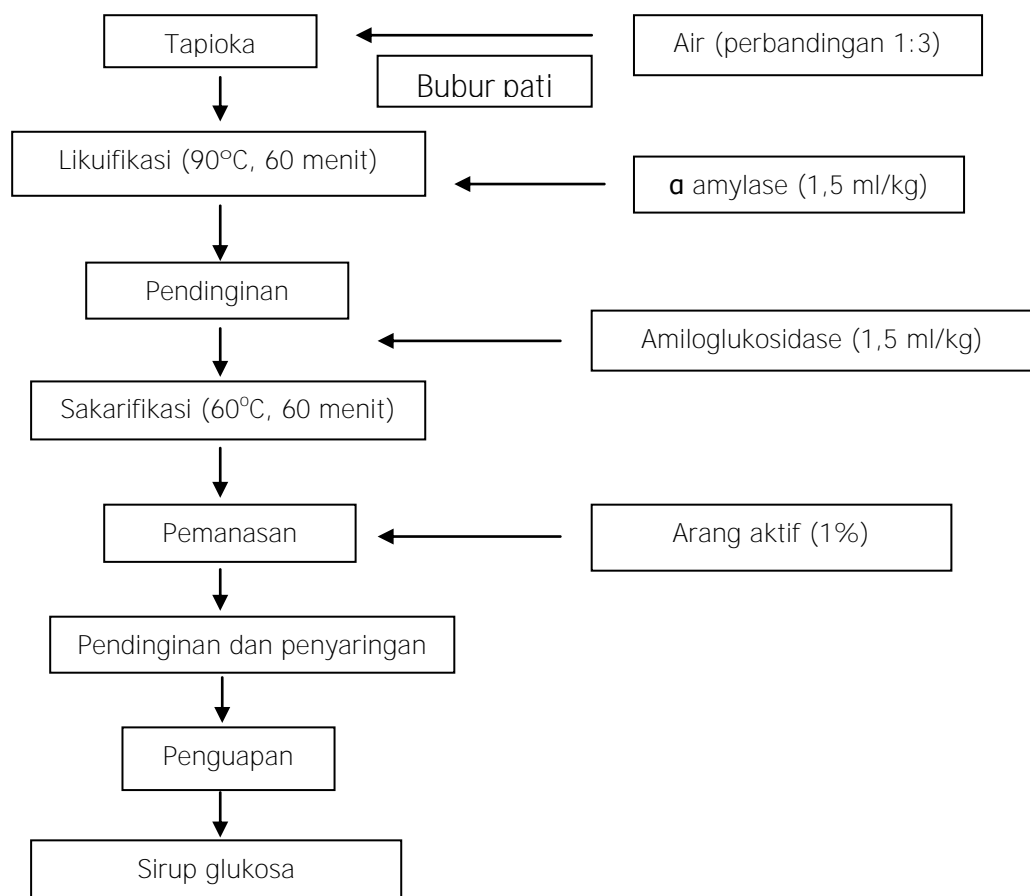 Tapioka
Air (perbandingan 1:3)
Bubur pati
Likuifikasi (90°C, 60 menit)
α amylase (1,5 ml/kg)
Pendinginan
Amiloglukosidase (1,5 ml/kg)
Sakarifikasi (60°C, 60 menit)
Pemanasan
Arang aktif (1%)
Pendinginan dan penyaringan
Penguapan
Sirup glukosa